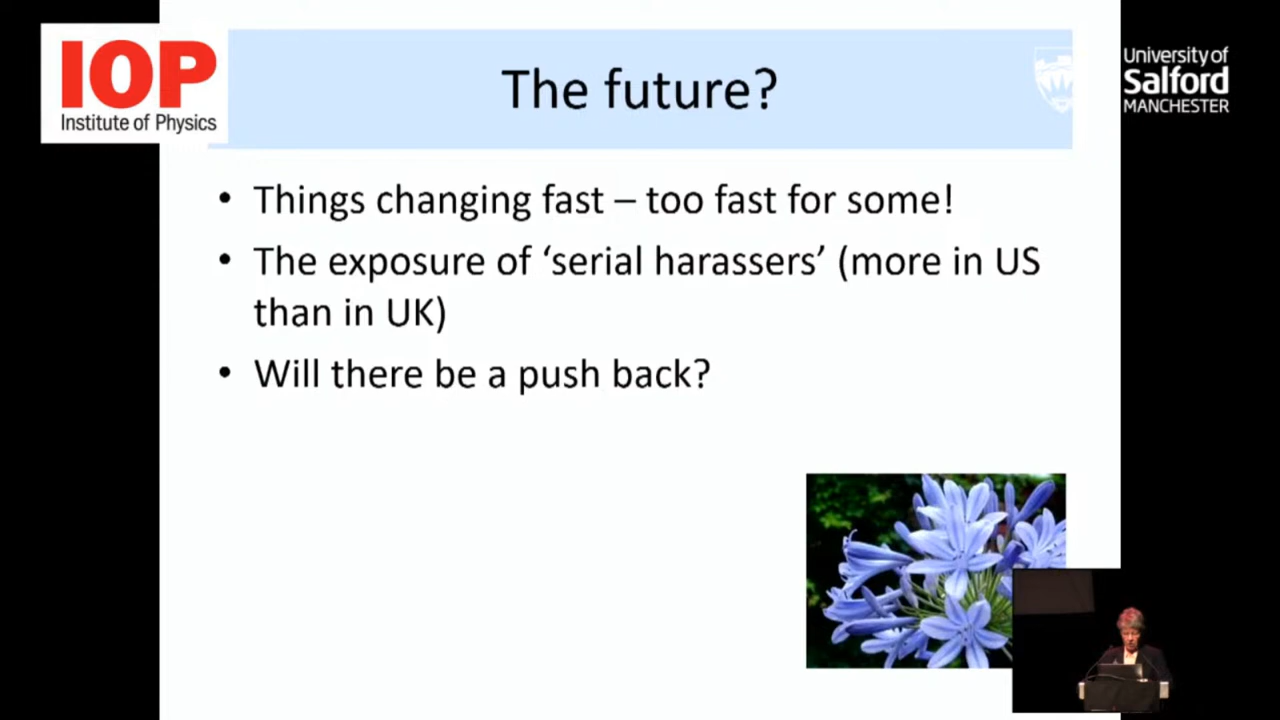 IOP
Institute of Physics
The future?
University of
Salford
MANCHESTER
• Things changing fast – too fast for some!
• The exposure of ‘serial harassers’ (more in US
than in UK)
• Will there be a push back?